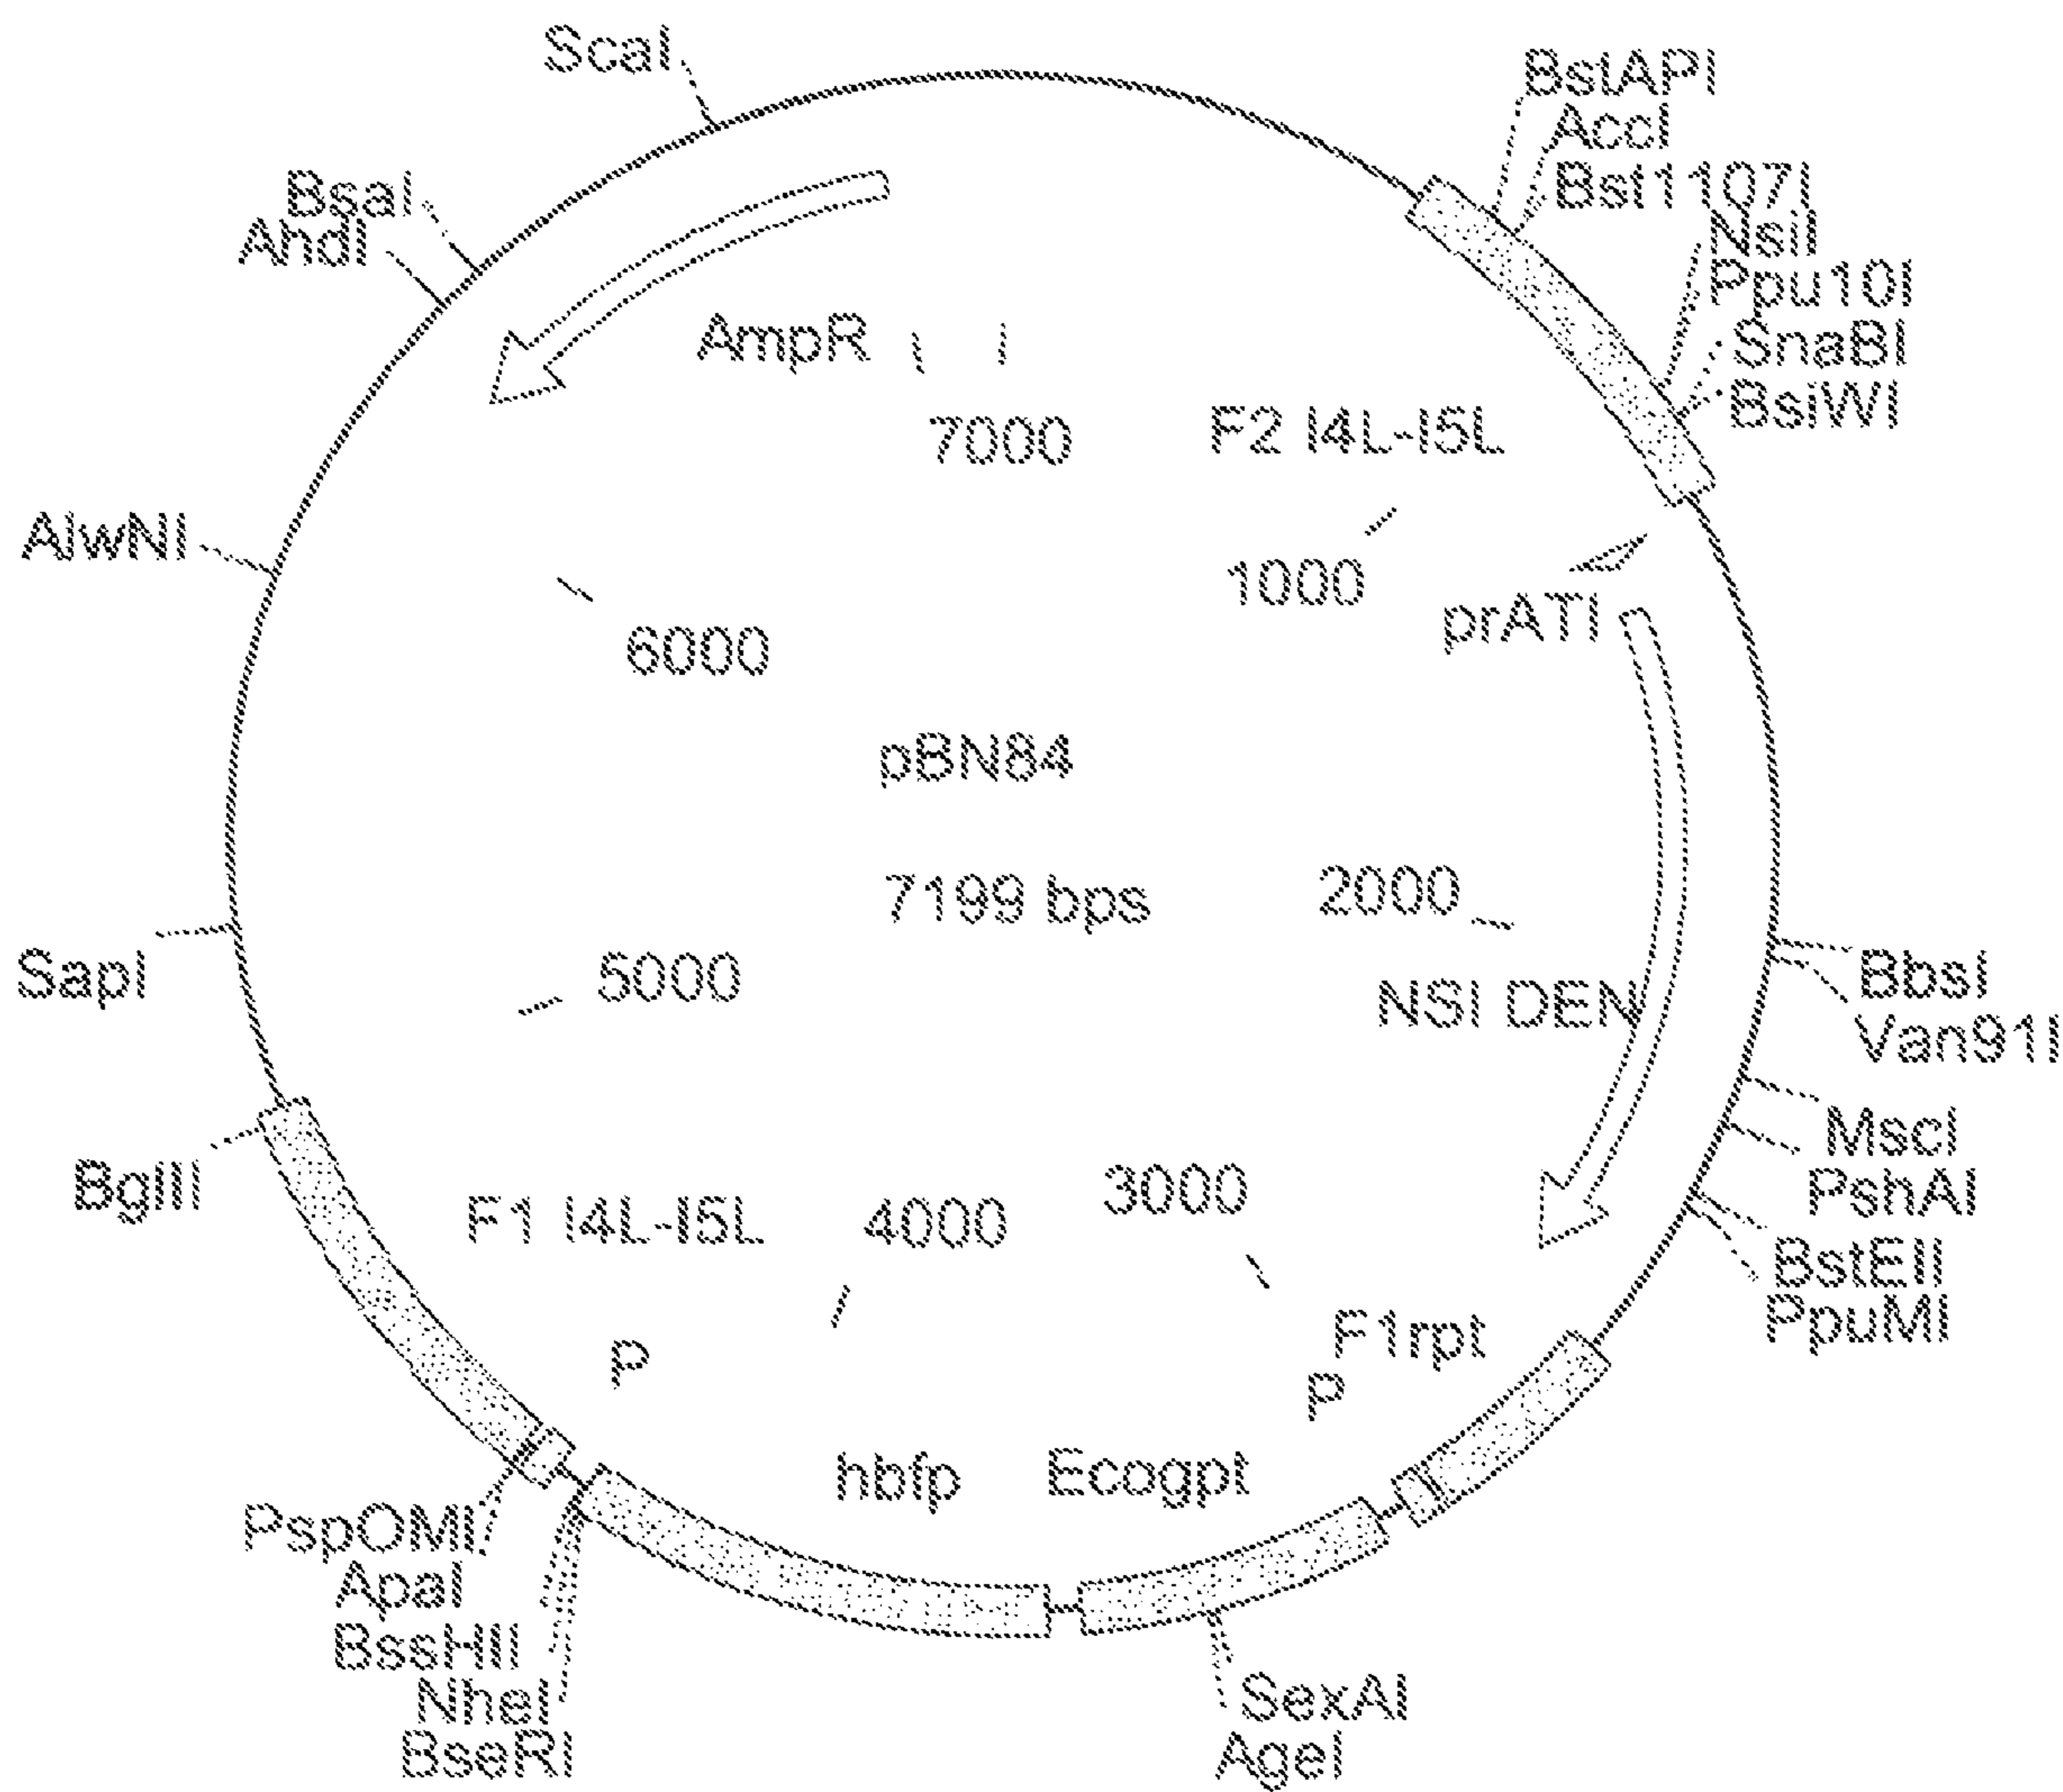 ScaI
BstAPI
AccI
Bst1107I
NsiI
Ppu10I
SnaBI
BsiWI
BsaI
AhdI
AmpR
7000
F2 I4L-I5L
AlwNI
1000
prATI
6000
pBN84
7199 bps
2000
SapI
5000
NSI DEN
BbsI
Van91I
MscI
PshAI
BstEII
PpuMI
BglII
F1 I4L-I5L
4000
3000
F1rpt
P
P
hbfp
Ecogpt
PspOMI
ApaI
BssHII
NheI
BseRI
SexAI
AgeI